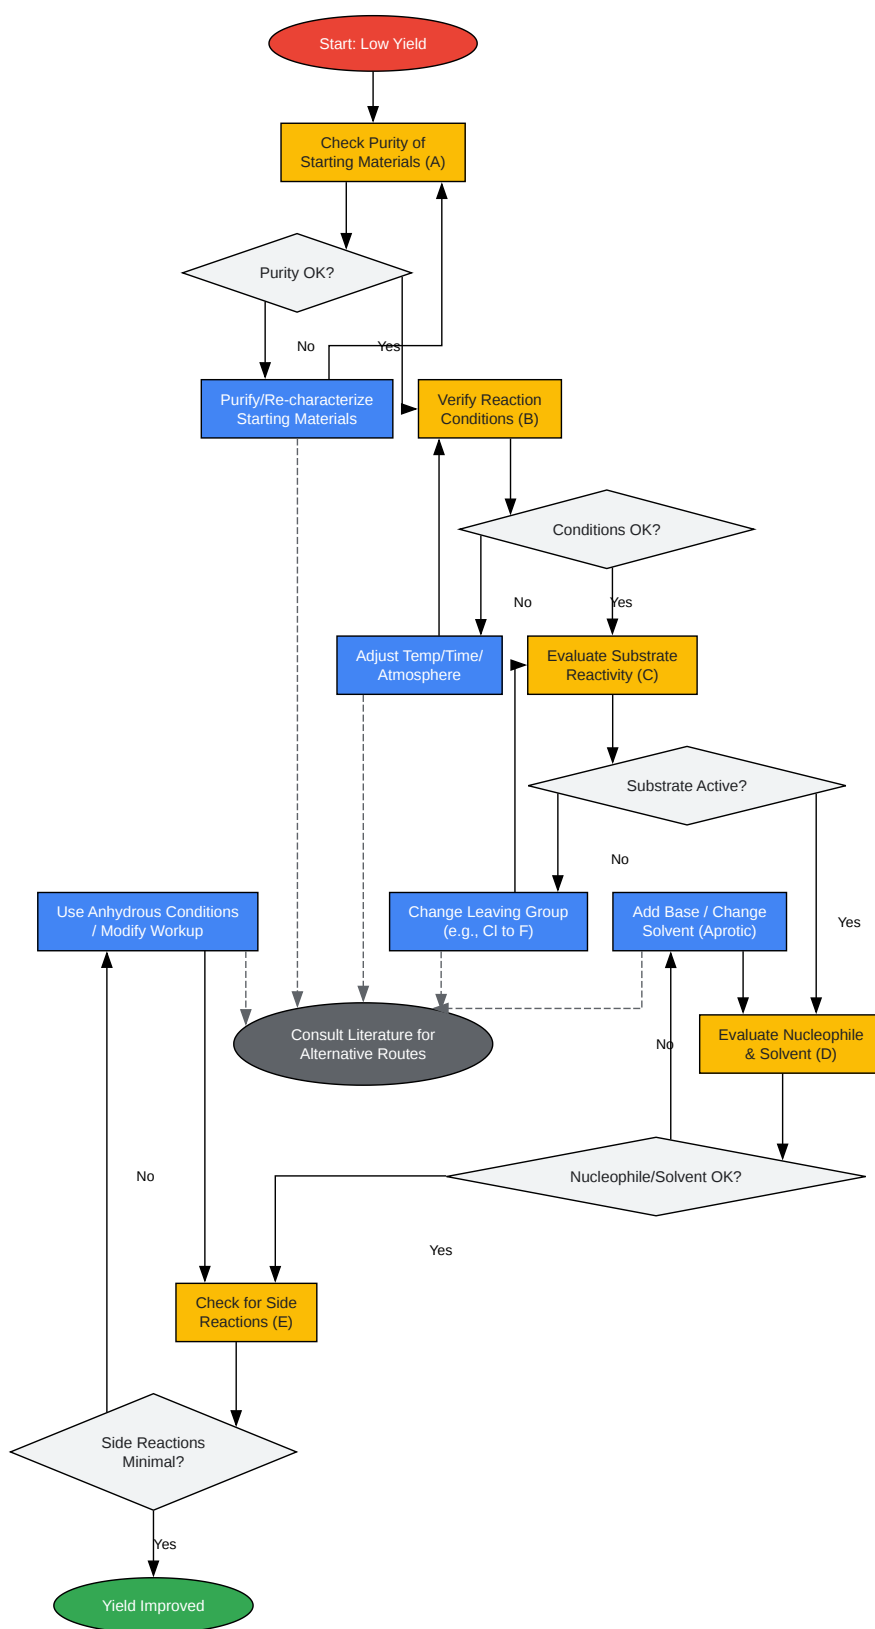 Start: Low Yield
Check Purity of
Starting Materials (A)
Purity OK?
No
Yes
Purify/Re-characterize
Starting Materials
Verify Reaction
Conditions (B)
Conditions OK?
No
Yes
Adjust Temp/Time/
Atmosphere
Evaluate Substrate
Reactivity (C)
Substrate Active?
No
Yes
Use Anhydrous Conditions
/ Modify Workup
Change Leaving Group
(e.g., Cl to F)
Add Base / Change
Solvent (Aprotic)
Consult Literature for
Alternative Routes
No
Evaluate Nucleophile
& Solvent (D)
Nucleophile/Solvent OK?
No
Yes
Check for Side
Reactions (E)
Side Reactions
Minimal?
Yes
Yield Improved